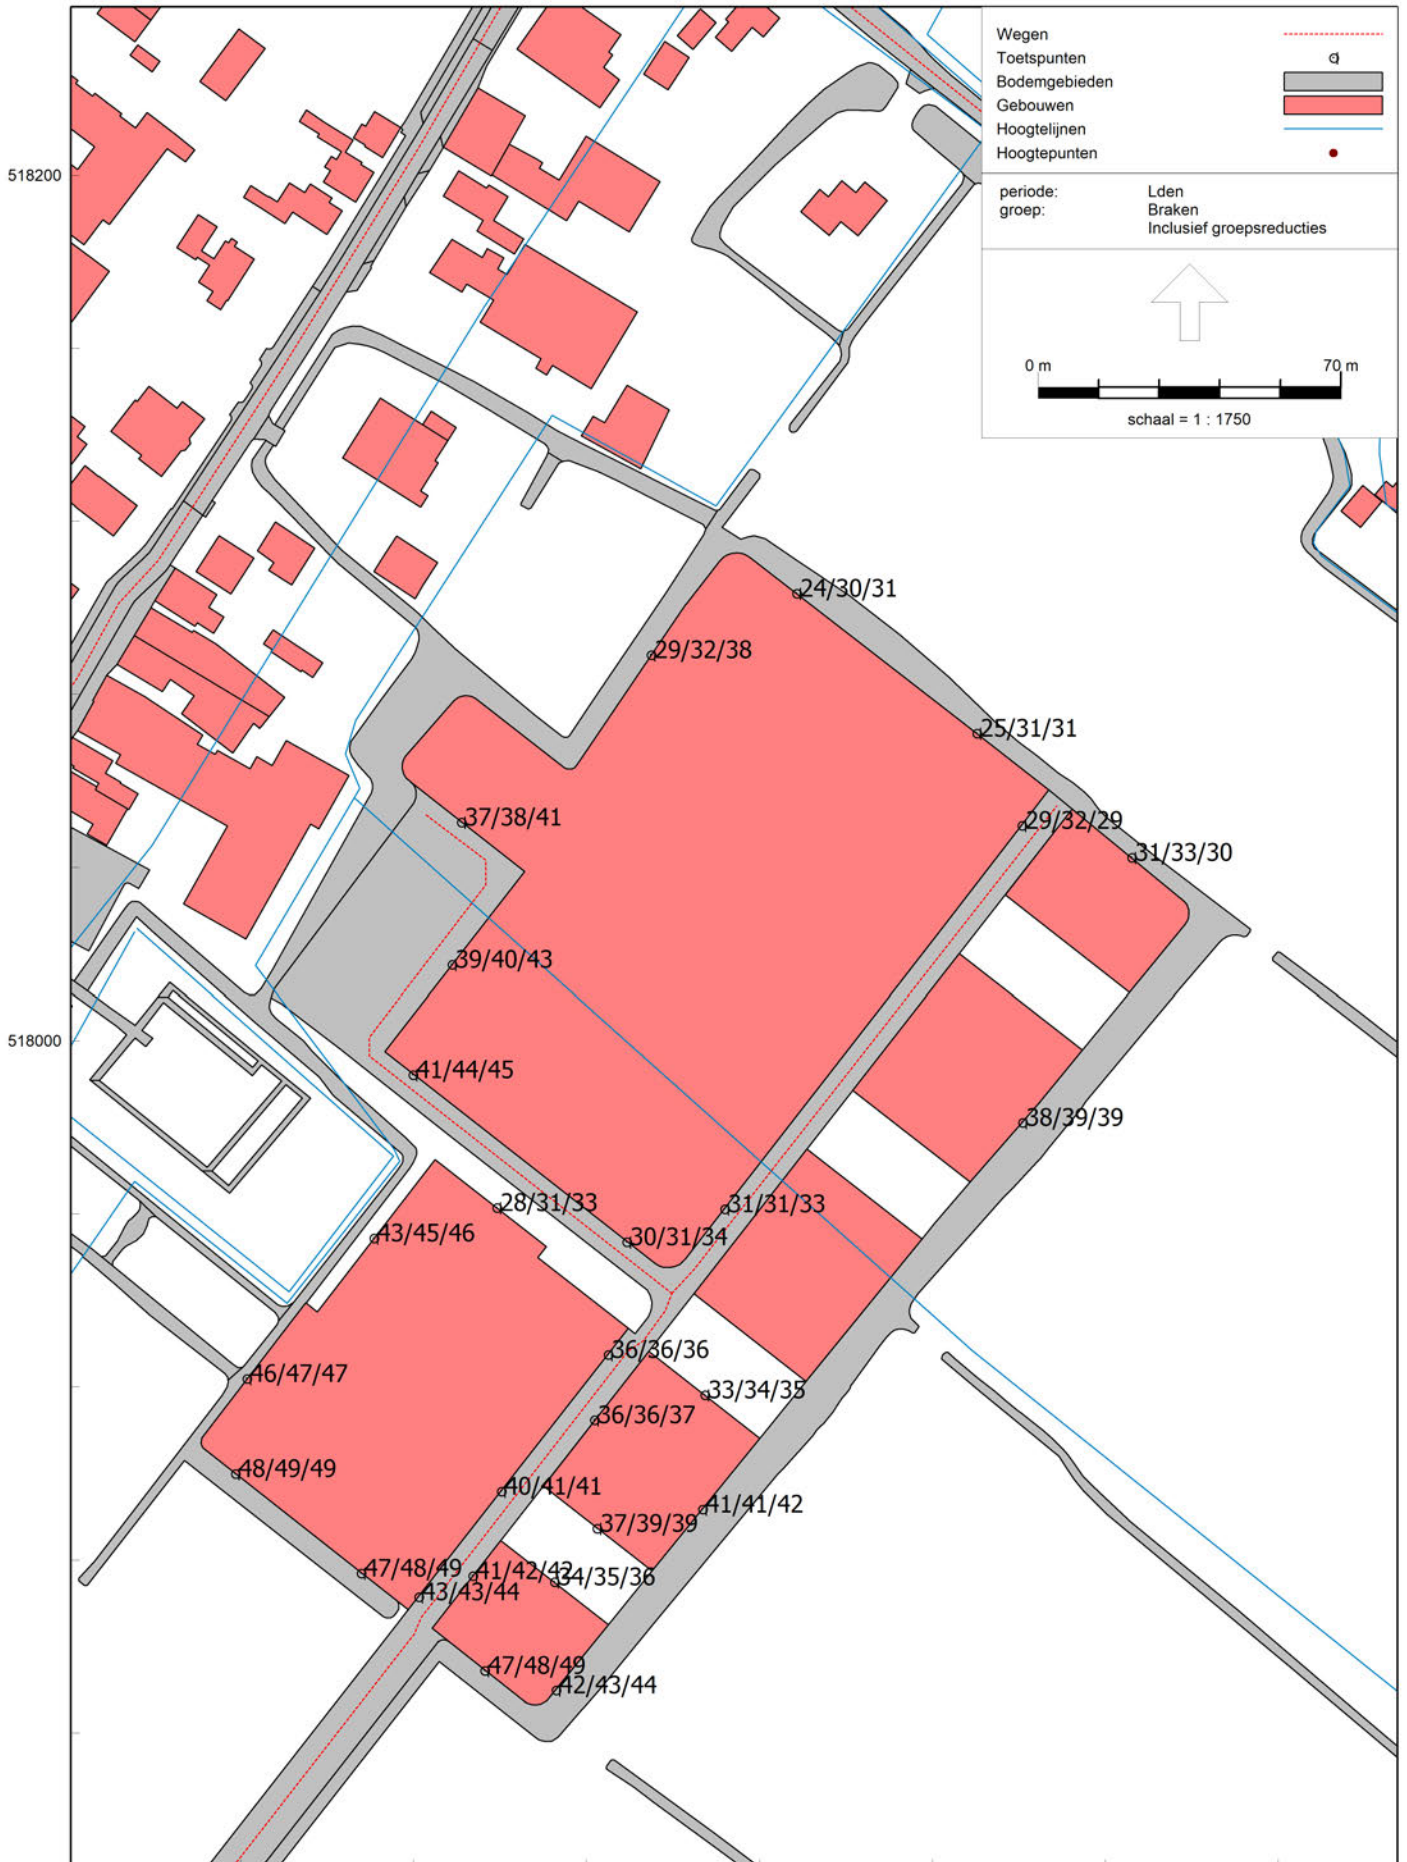 Wegen
Toetspunten
Bodemgebieden
Gebouwen
Hoogtelijnen
Hoogtepunten
periode: Lden
groep: Braken
Inclusief groepsreducties
0 m 70 m
schaal = 1 : 1750
518200
518000
24/30/31
29/32/38
25/31/31
37/38/41
29/32/29
31/33/30
39/40/43
41/44/45
38/39/39
28/31/33
31/31/33
43/45/46
30/31/34
36/36/36
46/47/47
33/34/35
36/36/37
48/49/49
40/41/41
41/41/42
37/39/39
47/48/49
41/42/42
34/35/36
43/43/44
47/48/49
42/43/44